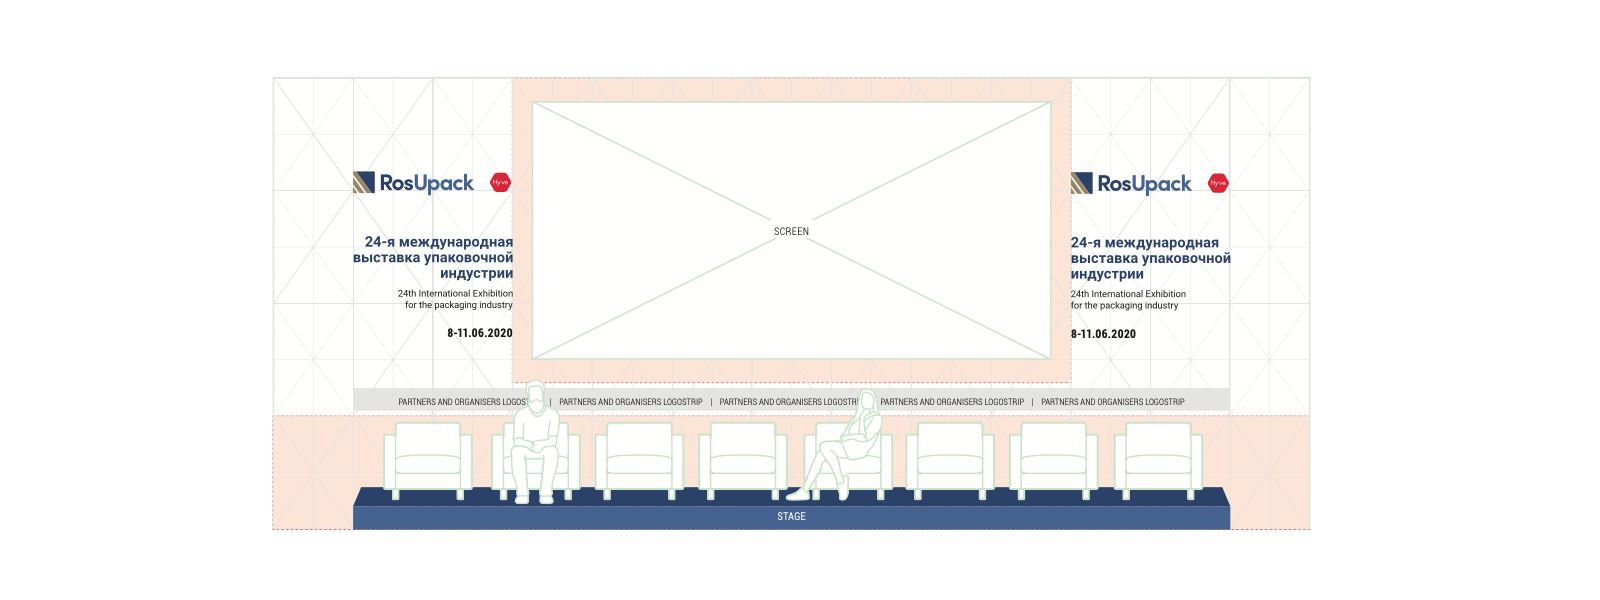 RosUpack
Hyve
24-я международная
выставка упаковочной
индустрии
24th International Exhibition
for the packaging industry
8-11.06.2020
SCREEN
RosUpack
Hyve
24-я международная
выставка упаковочной
индустрии
24th International Exhibition
for the packaging industry
8-11.06.2020
PARTNERS AND ORGANISERS LOGOST | PARTNERS AND ORGANISERS LOGOSTRIP | PARTNERS AND ORGANISERS LOGOSTRI PARTNERS AND ORGANISERS LOGOSTRIP | PARTNERS AND ORGANISERS LOGOSTRIP
STAGE